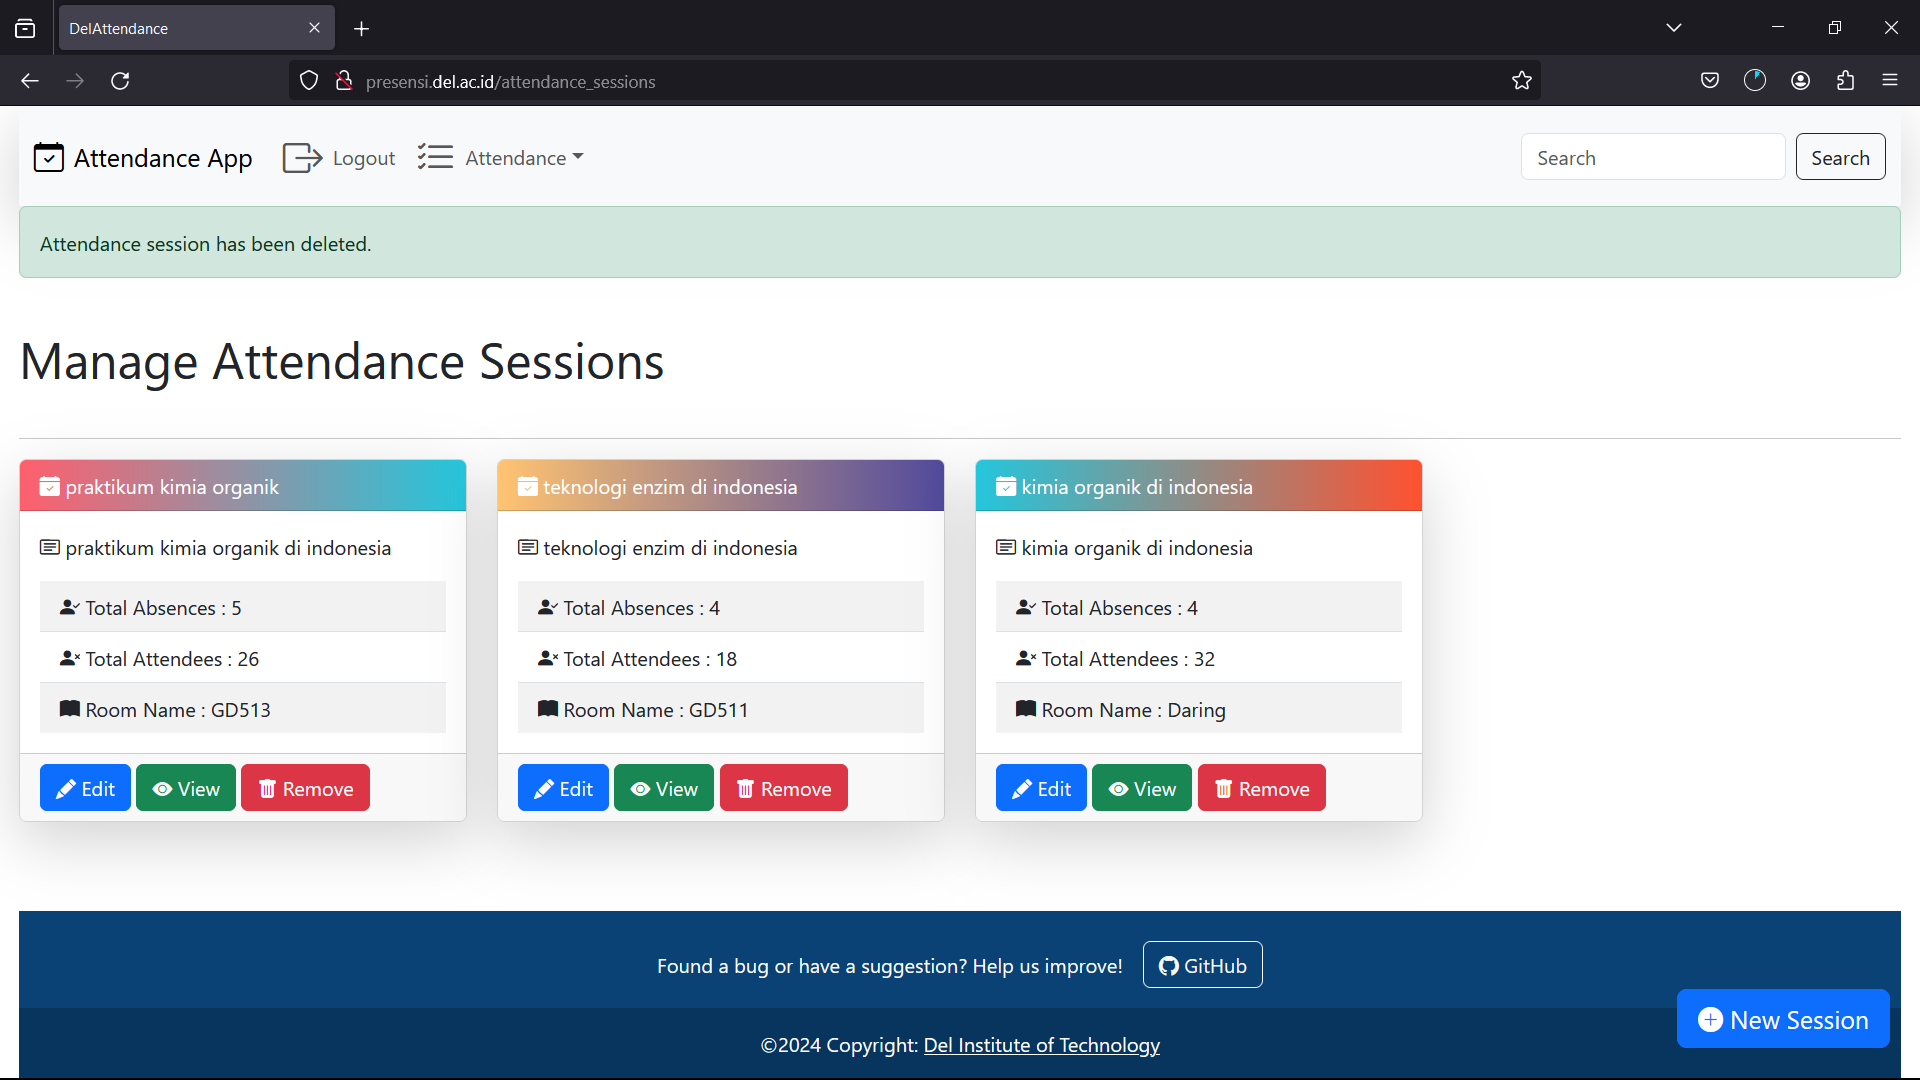 DelAttendance
presensi.del.ac.id/attendance_sessions
Attendance App
Logout
Attendance
Search
Search
Attendance session has been deleted.
Manage Attendance Sessions
praktikum kimia organik
praktikum kimia organik di indonesia
Total Absences : 5
Total Attendees : 26
Room Name : GD513
Edit View Remove
teknologi enzim di indonesia
teknologi enzim di indonesia
Total Absences : 4
Total Attendees : 18
Room Name : GD511
Edit View Remove
kimia organik di indonesia
kimia organik di indonesia
Total Absences : 4
Total Attendees : 32
Room Name : Daring
Edit View Remove
Found a bug or have a suggestion? Help us improve! GitHub
New Session
©2024 Copyright: Del Institute of Technology